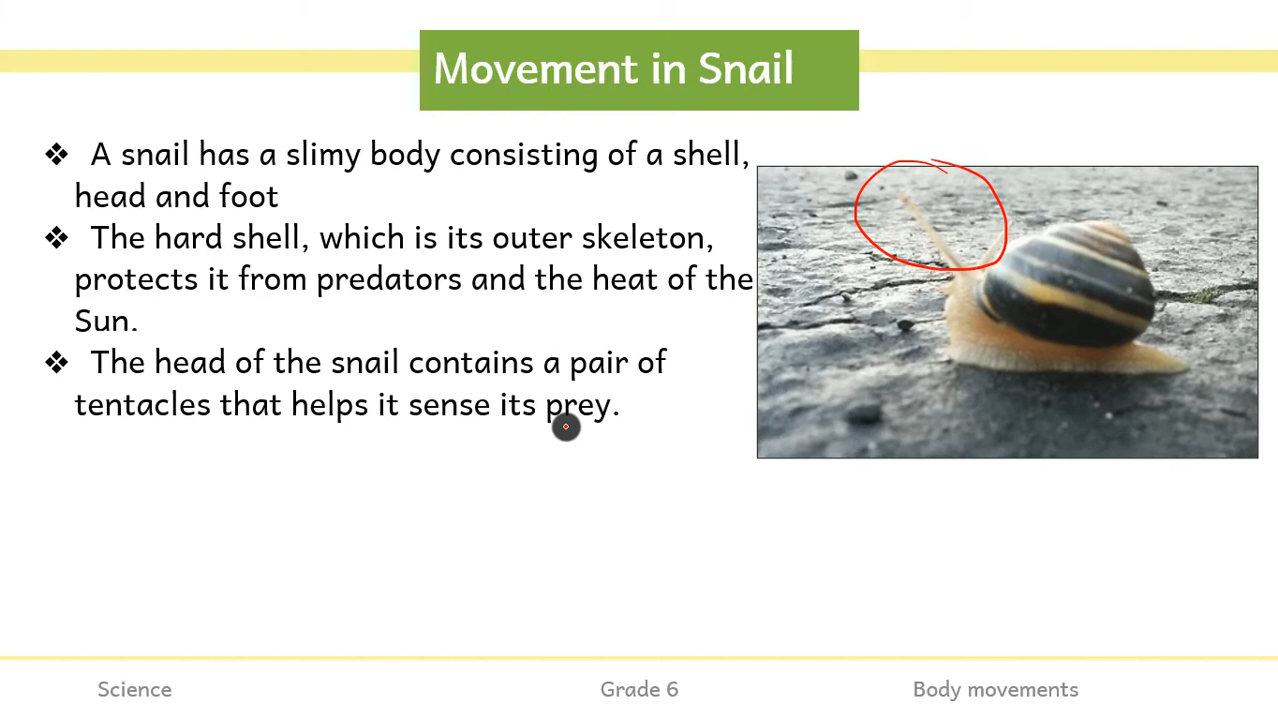 Movement in Snail
❖ A snail has a slimy body consisting of a shell,
head and foot
❖ The hard shell, which is its outer skeleton,
protects it from predators and the heat of the
Sun.
❖ The head of the snail contains a pair of
tentacles that helps it sense its prey.
Science
Grade 6
Body movements